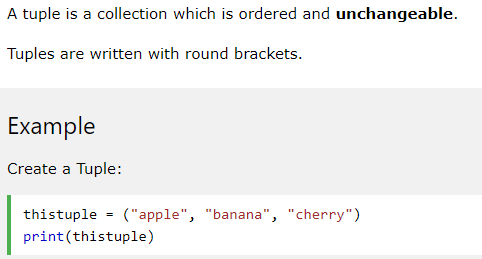 A tuple is a collection which is ordered and unchangeable.
Tuples are written with round brackets.
Example
Create a Tuple:
thistuple = ("apple", "banana", "cherry")
print(thistuple)